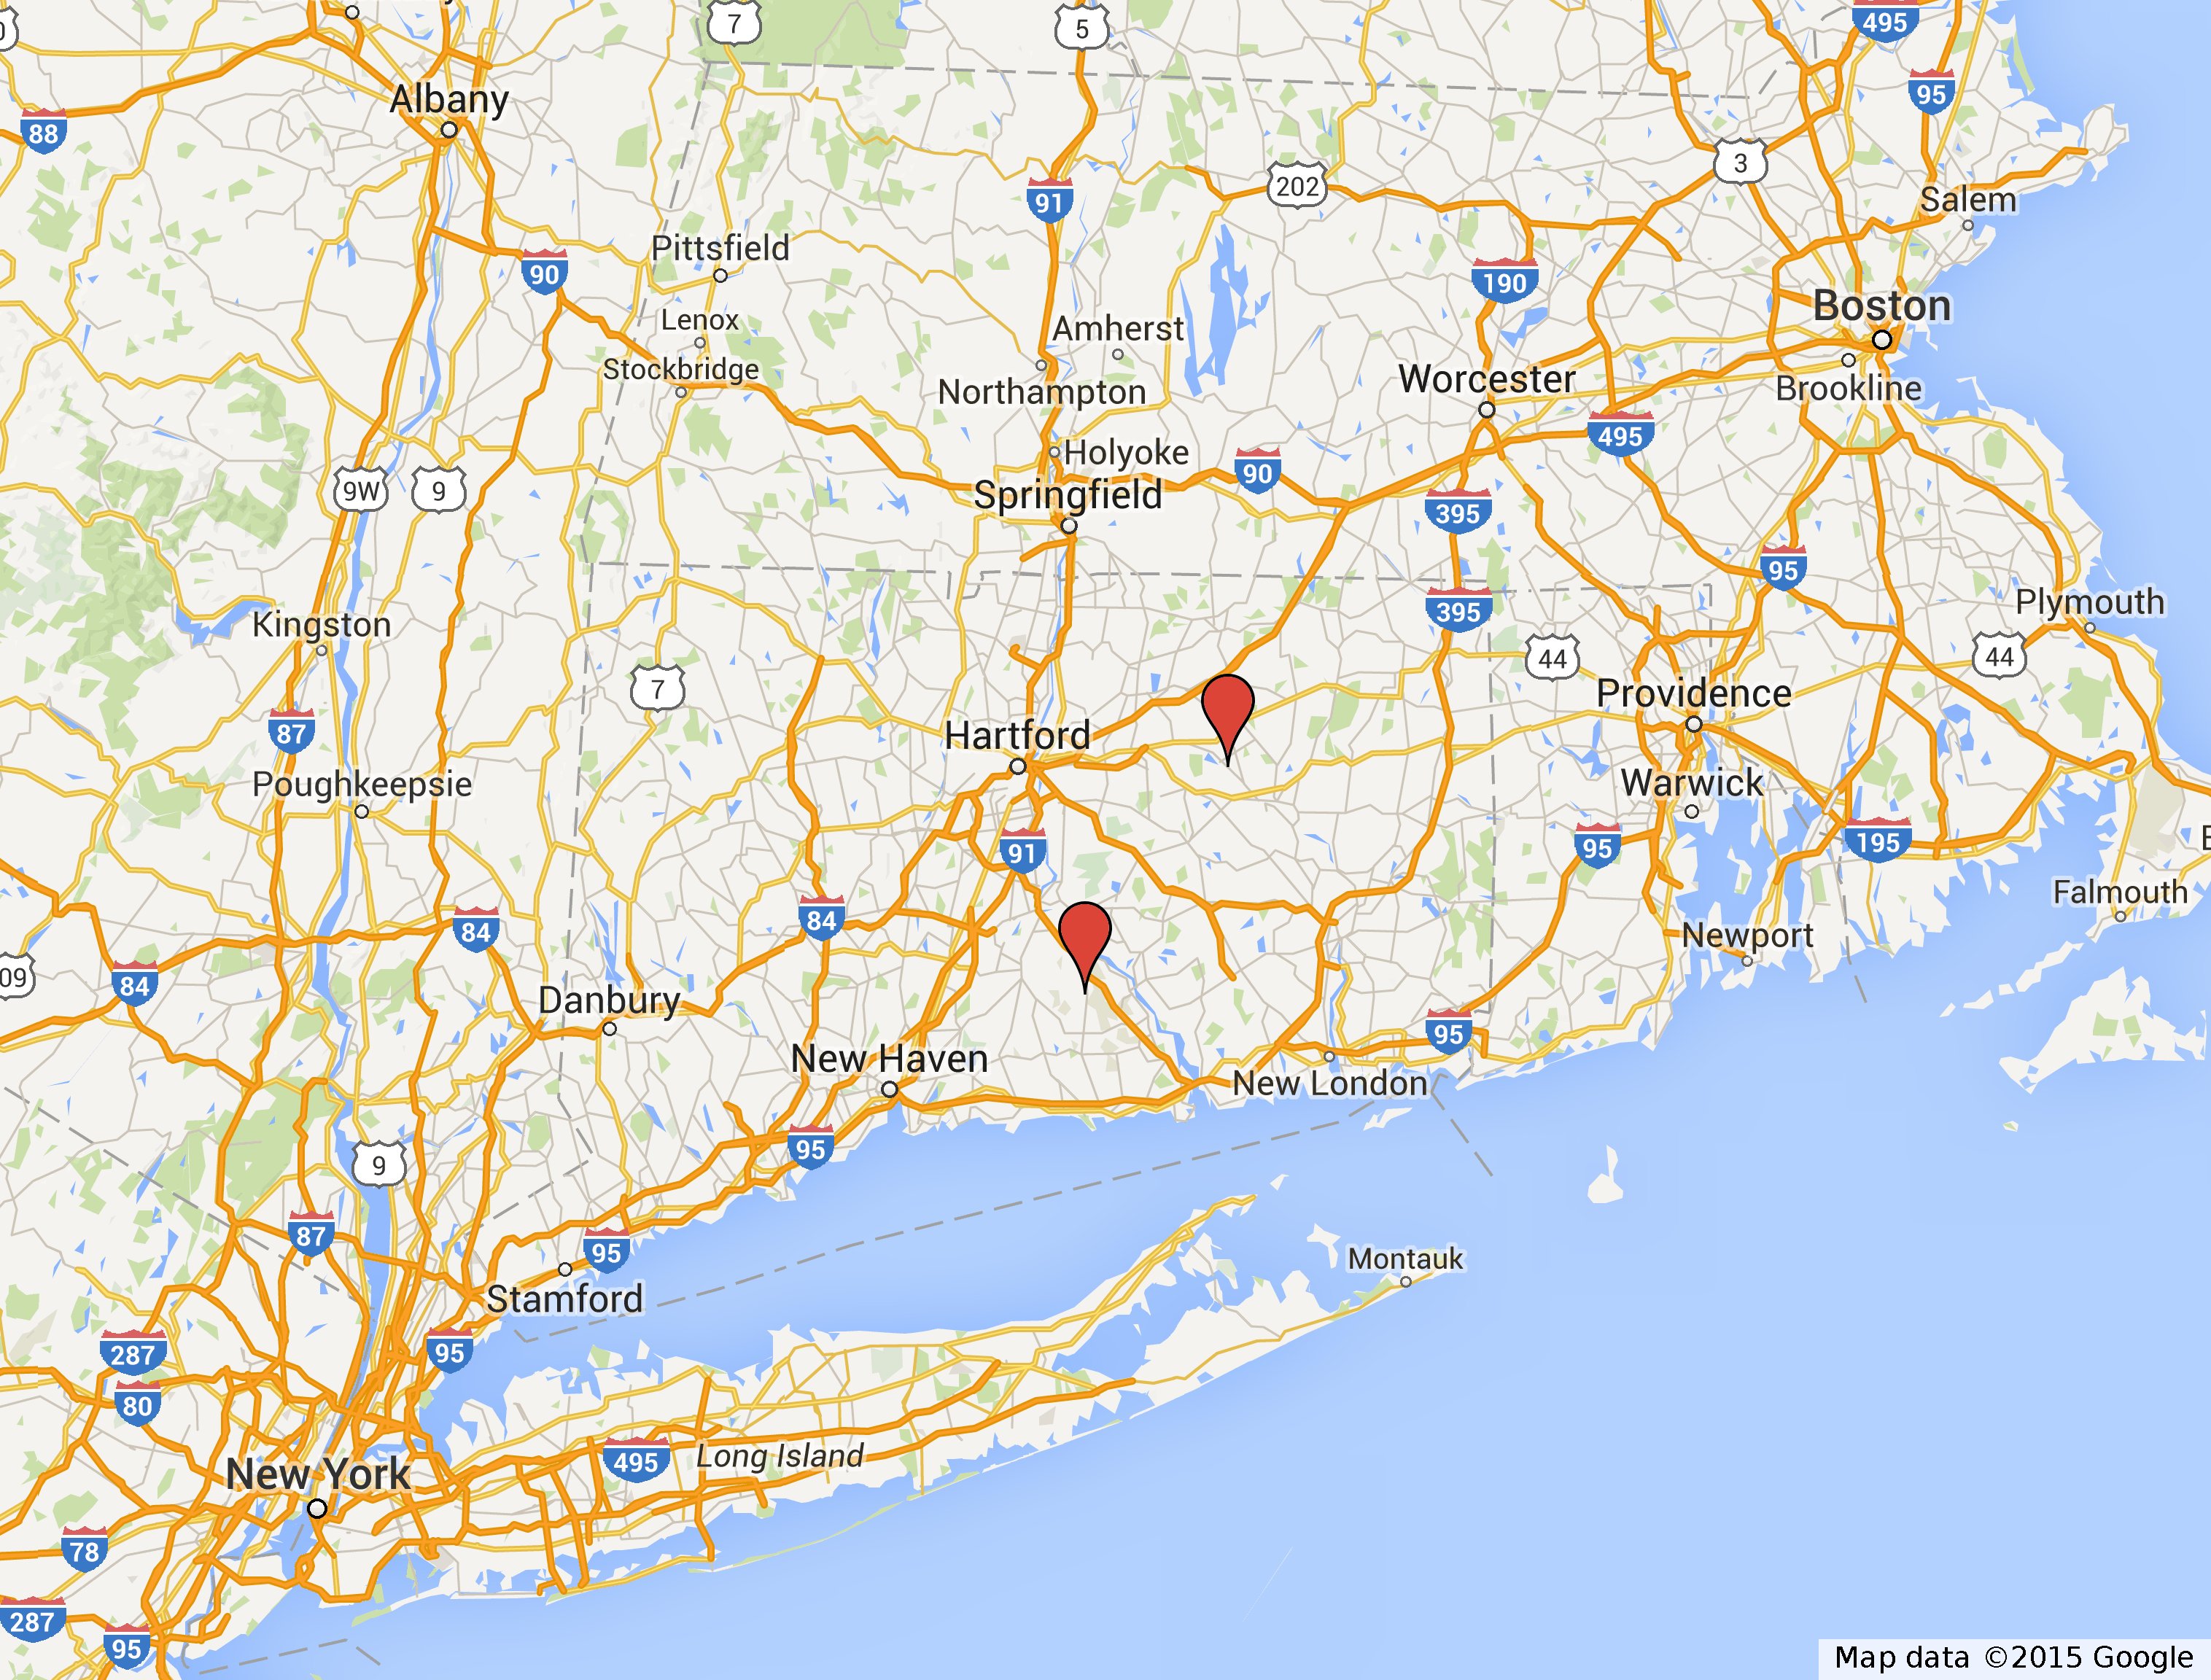 7
5
495
95
Albany
88
3
202
91
Salem
Pittsfield
90
190
Boston
Lenox
Amherst
Stockbridge
Northampton
Worcester
Brookline
495
Holyoke
90
Springfield
9W
9
395
95
395
Plymouth
Kingston
44
44
7
Providence
87
Hartford
Poughkeepsie
Warwick
91
95
195
Falmouth
84
84
Newport
09
84
Danbury
95
New Haven
New London
95
9
87
95
Montauk
Stamford
287
95
80
495
Long Island
New York
78
287
95
Map data ©2015 Google